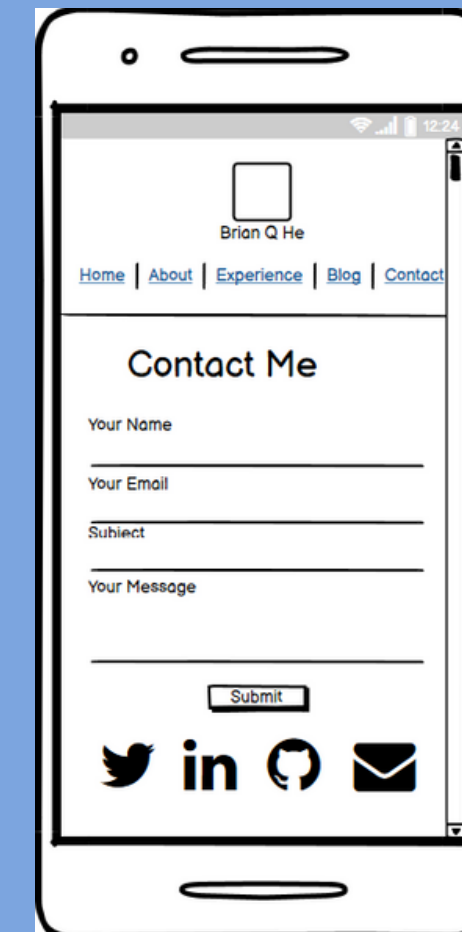 12:24
Brian Q He
Home | About | Experience | Blog | Contact
Contact Me
Your Name
Your Email
Subject
Your Message
Submit
in